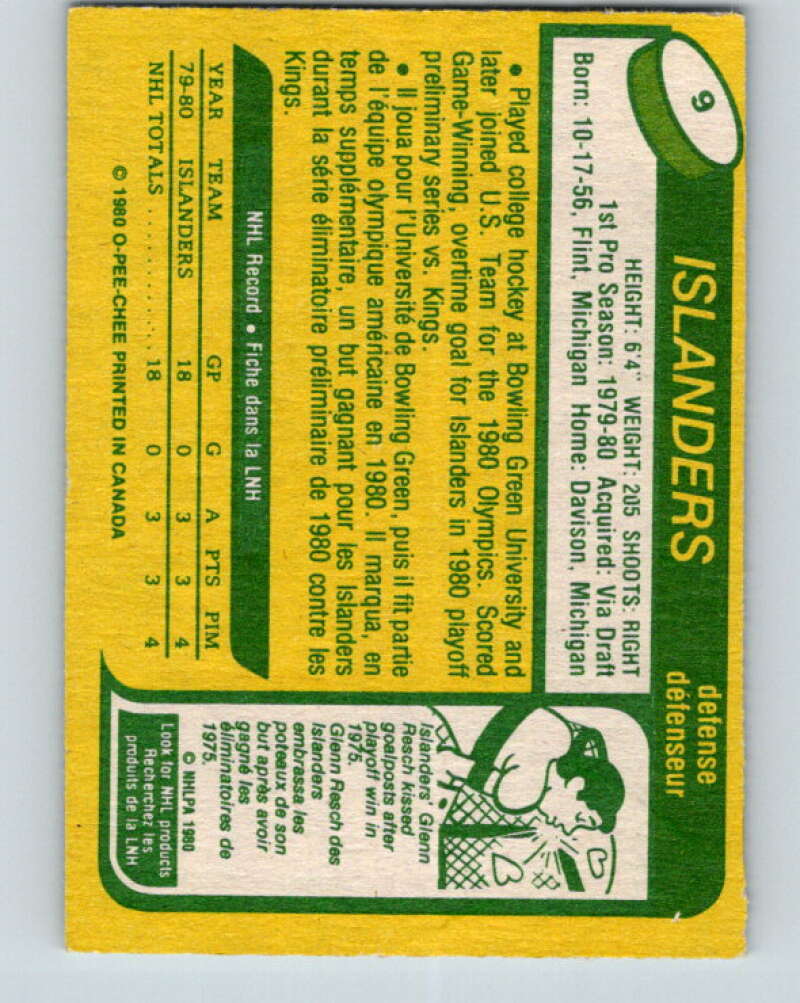 9
ISLANDERS
defense
défenseur
HEIGHT: 6'4" WEIGHT: 205 SHOOTS: RIGHT
1st Pro Season: 1979-80 Acquired: Via Draft
Born: 10-17-56, Flint, Michigan Home: Davison, Michigan
• Played college hockey at Bowling Green University and
later joined U.S. Team for the 1980 Olympics. Scored
Game-Winning, overtime goal for Islanders in 1980 playoff
preliminary series vs. Kings.
• Il joua pour l'Université de Bowling Green, puis il fit partie
de l'équipe olympique américaine en 1980. Il marqua, en
temps supplémentaire, un but gagnant pour les Islanders
durant la série éliminatoire préliminaire de 1980 contre les
Kings.
NHL Record • Fiche dans la LNH
YEAR TEAM GP G A PTS PIM
79-80 ISLANDERS 18 0 3 3 4
NHL TOTALS .......... 18 0 3 3 4
© 1980 O-PEE-CHEE PRINTED IN CANADA
Islanders' Glenn
Resch kissed
goalposts after
playoff win in
1975.
Glenn Resch des
Islanders
embrassa les
poteaux de son
but après avoir
gagné les
éliminatoires de
1975.
© NHLPA 1980
Look for NHL products
Recherchez les
produits de la LNH